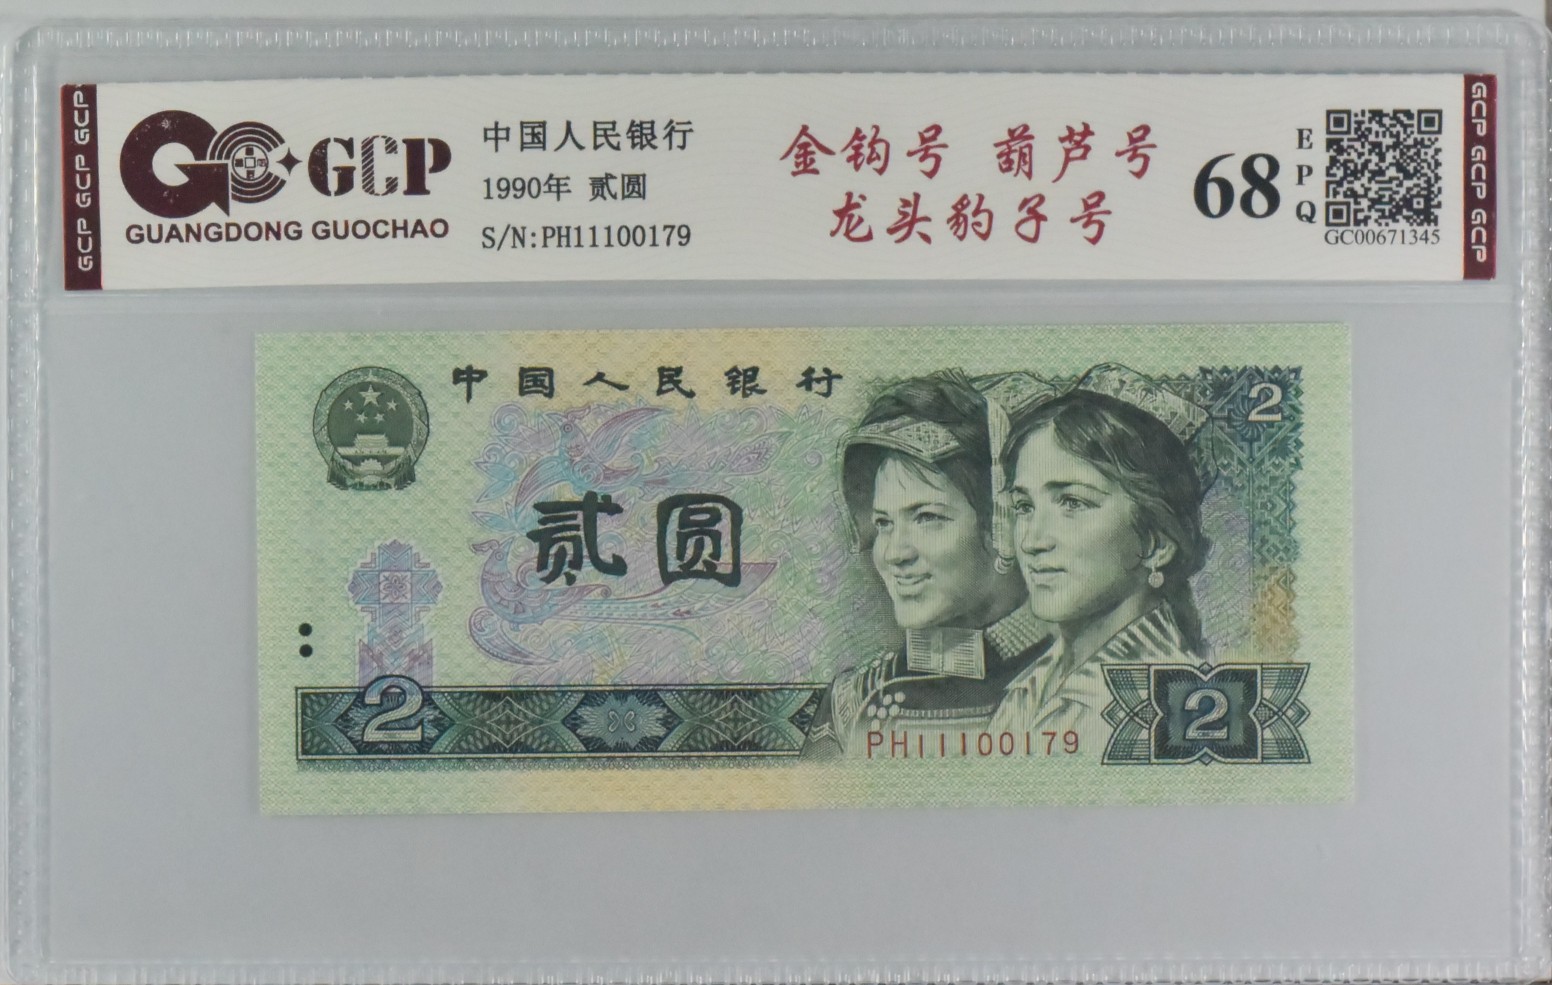 GCP GCP GCP
GCP
GUANGDONG GUOCHAO
中国人民银行
1990年 贰圆
S/N:PH11100179
金钩号 葫芦号
龙头豹子号
68
EPQ
GC00671345
GCP GCP GCP
中国人民银行
2
贰圆
2
PH11100179
2